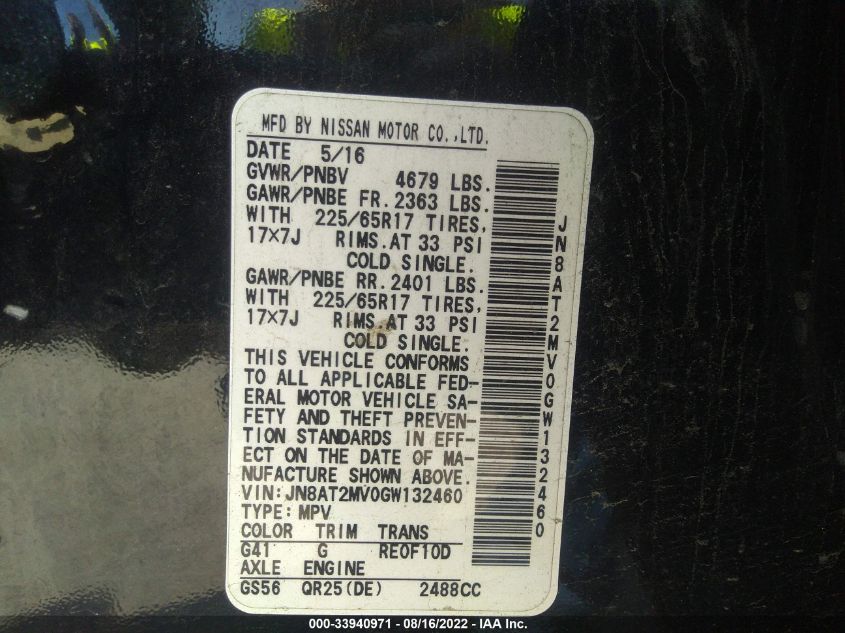 MFD BY NISSAN MOTOR CO.,LTD.
DATE 5/16
GVWR/PNBV 4679 LBS.
GAWR/PNBE FR. 2363 LBS.
WITH 225/65R17 TIRES,
17×7J RIMS.AT 33 PSI
COLD SINGLE.
GAWR/PNBE RR. 2401 LBS.
WITH 225/65R17 TIRES,
17×7J RIMS.AT 33 PSI
COLD SINGLE.
THIS VEHICLE CONFORMS
TO ALL APPLICABLE FED-
ERAL MOTOR VEHICLE SA-
FETY AND THEFT PREVEN-
TION STANDARDS IN EFF-
ECT ON THE DATE OF MA-
NUFACTURE SHOWN ABOVE.
VIN:JN8AT2MV0GW132460
TYPE:MPV
COLOR TRIM TRANS
G41 G RE0F10D
AXLE ENGINE
GS56 QR25(DE) 2488CC
JN8AT2MV0GW132460
000-33940971 - 08/16/2022 - IAA Inc.